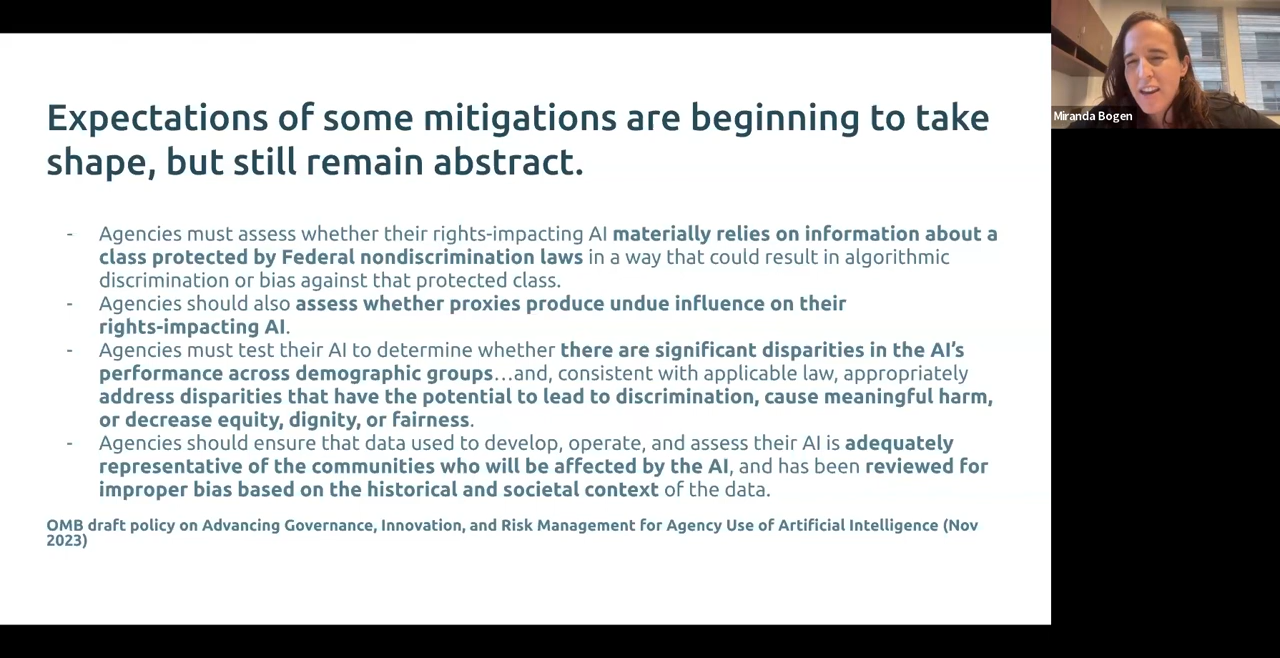 Expectations of some mitigations are beginning to take
shape, but still remain abstract.
- Agencies must assess whether their rights-impacting AI materially relies on information about a
class protected by Federal nondiscrimination laws in a way that could result in algorithmic
discrimination or bias against that protected class.
- Agencies should also assess whether proxies produce undue influence on their
rights-impacting AI.
- Agencies must test their AI to determine whether there are significant disparities in the AI’s
performance across demographic groups…and, consistent with applicable law, appropriately
address disparities that have the potential to lead to discrimination, cause meaningful harm,
or decrease equity, dignity, or fairness.
- Agencies should ensure that data used to develop, operate, and assess their AI is adequately
representative of the communities who will be affected by the AI, and has been reviewed for
improper bias based on the historical and societal context of the data.
OMB draft policy on Advancing Governance, Innovation, and Risk Management for Agency Use of Artificial Intelligence (Nov
2023)
Miranda Bogen